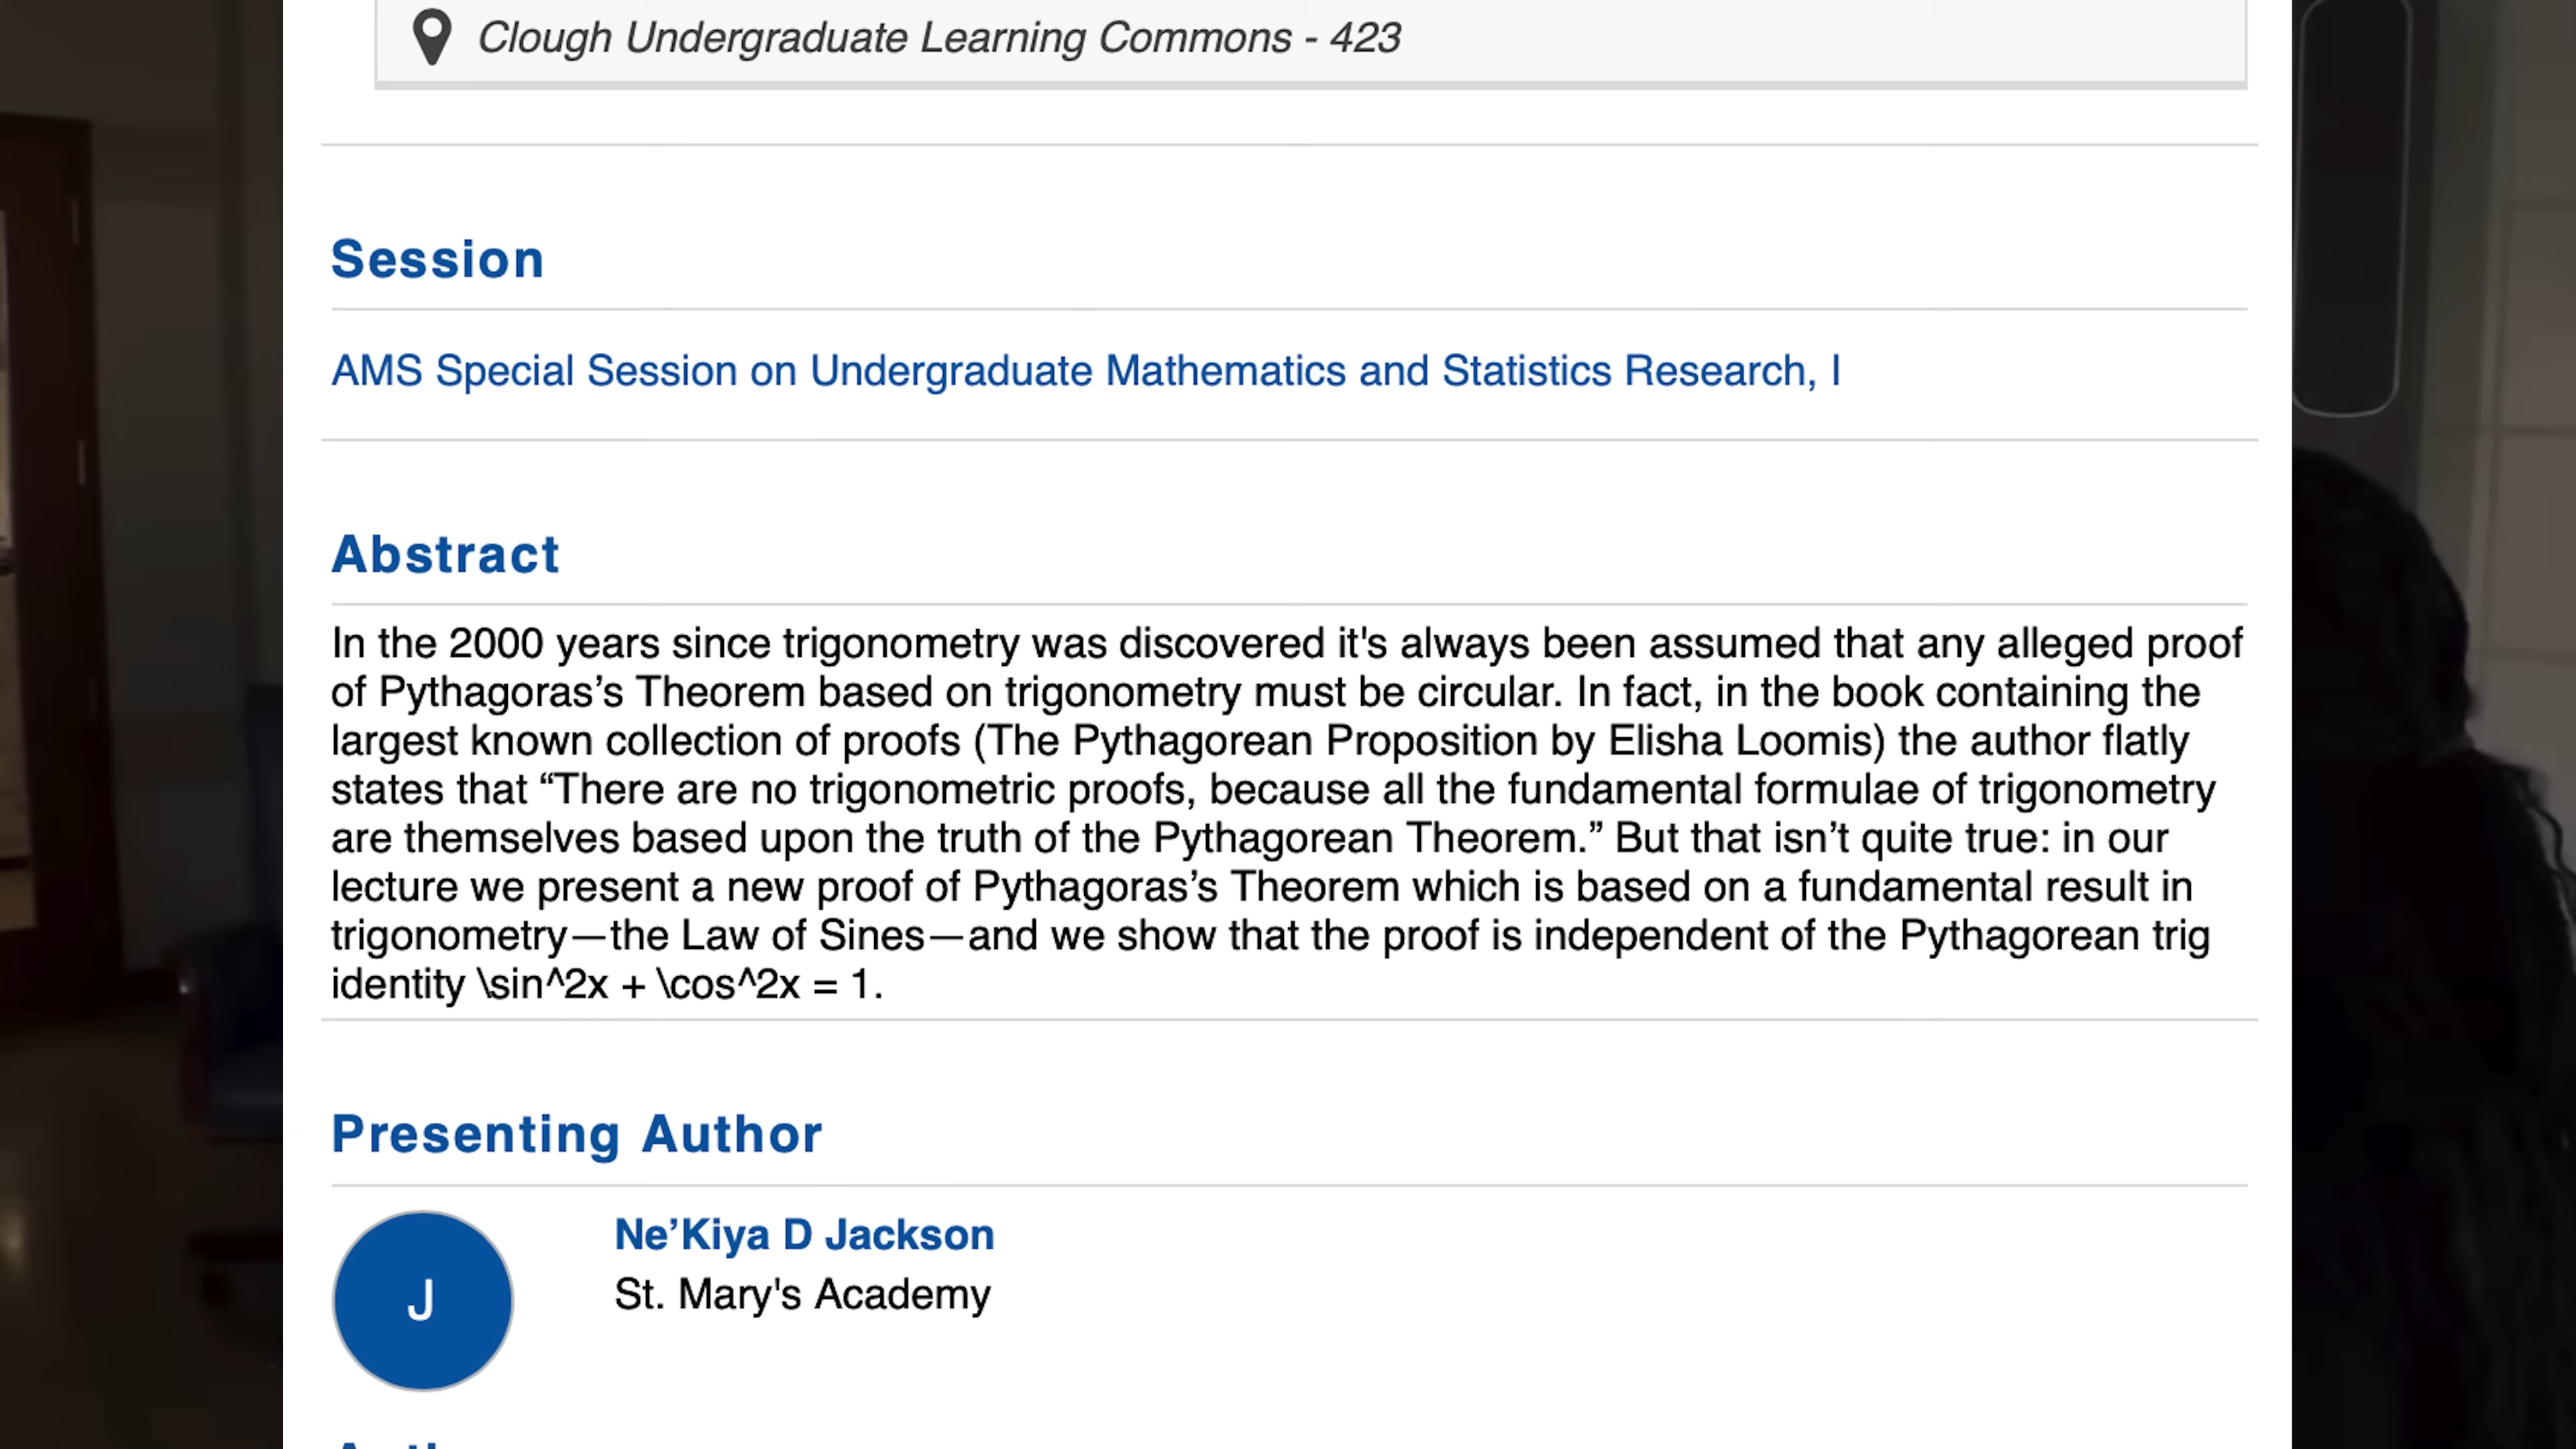 Clough Undergraduate Learning Commons - 423
Session
AMS Special Session on Undergraduate Mathematics and Statistics Research, I
Abstract
In the 2000 years since trigonometry was discovered it's always been assumed that any alleged proof
of Pythagoras’s Theorem based on trigonometry must be circular. In fact, in the book containing the
largest known collection of proofs (The Pythagorean Proposition by Elisha Loomis) the author flatly
states that “There are no trigonometric proofs, because all the fundamental formulae of trigonometry
are themselves based upon the truth of the Pythagorean Theorem.” But that isn’t quite true: in our
lecture we present a new proof of Pythagoras’s Theorem which is based on a fundamental result in
trigonometry—the Law of Sines—and we show that the proof is independent of the Pythagorean trig
identity \sin^2x + \cos^2x = 1.
Presenting Author
J
Ne’Kiya D Jackson
St. Mary's Academy